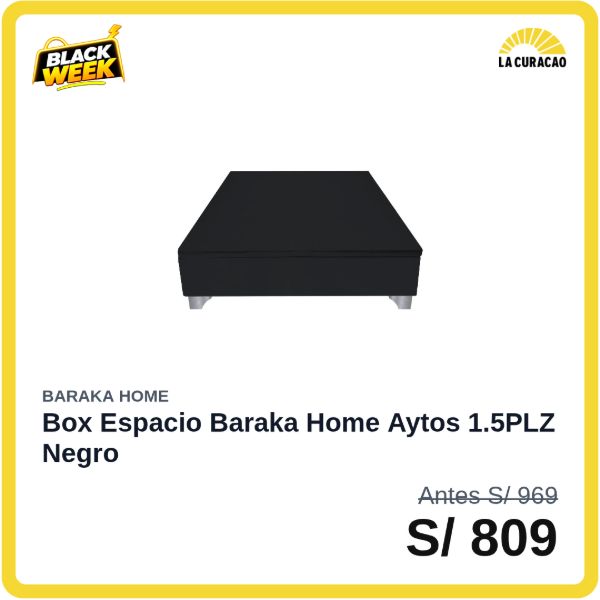 BLACK
WEEK
LA CURACAO
BARAKA HOME
Box Espacio Baraka Home Aytos 1.5PLZ
Negro
Antes S/ 969
S/ 809